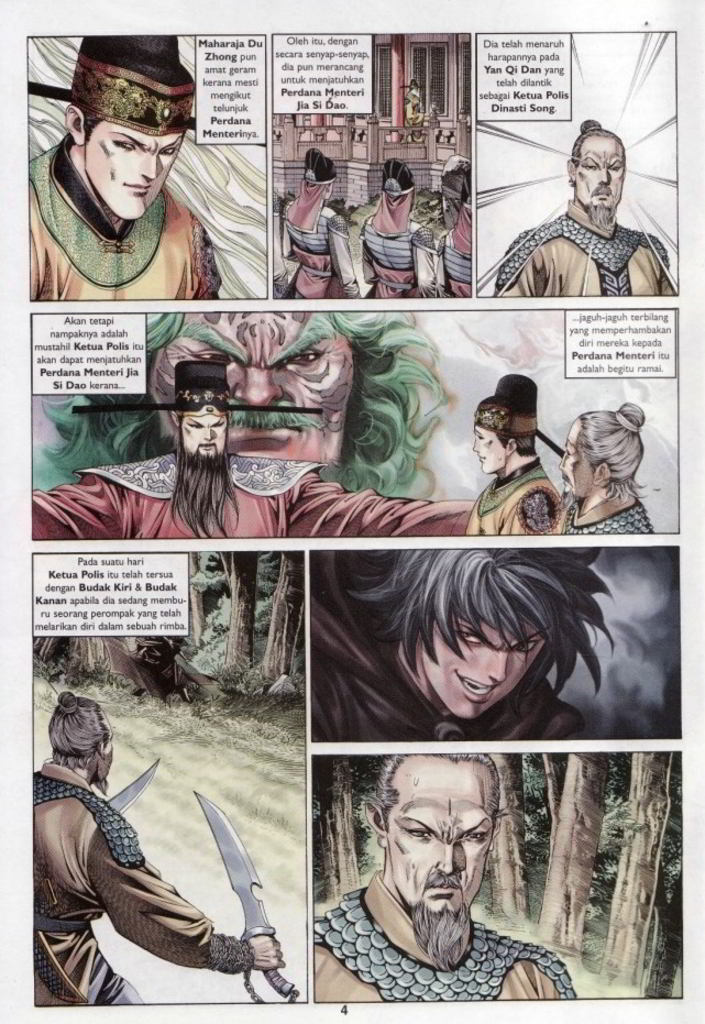 Maharaja Du
Zhong pun
amat geram
kerana mesti
mengikut
telunjuk
Perdana
Menterinya.
Oleh itu, dengan
secara senyap-senyap,
dia pun merancang
untuk menjatuhkan
Perdana Menteri
Jia Si Dao.
Dia telah menaruh
harapannya pada
Yan Qi Dan yang
telah dilantik
sebagai Ketua Polis
Dinasti Song.
Akan tetapi
nampaknya adalah
mustahil Ketua Polis itu
akan dapat menjatuhkan
Perdana Menteri Jia
Si Dao kerana...
...jaguh-jaguh terbilang
yang memperhambakan
diri mereka kepada
Perdana Menteri itu
adalah begitu ramai.
Pada suatu hari
Ketua Polis itu telah tersua
dengan Budak Kiri & Budak
Kanan apabila dia sedang membu-
ru seorang perompak yang telah
melarikan diri dalam sebuah rimba.
4